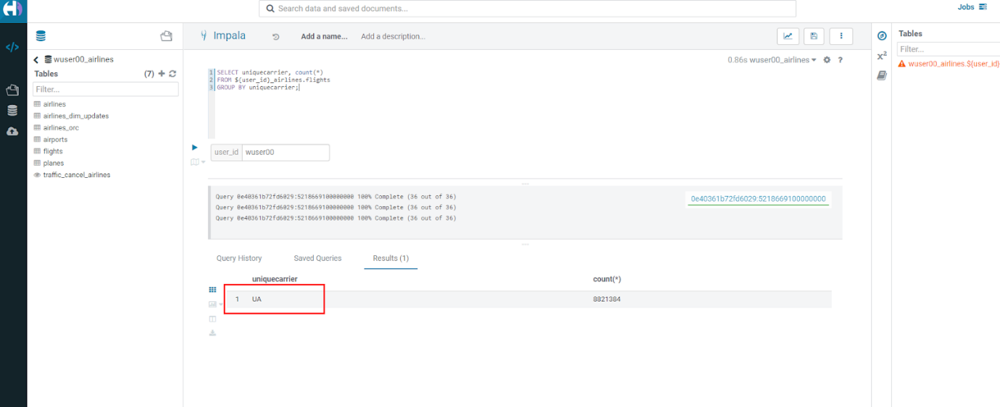 Search data and saved documents...
Jobs
Impala
Add a name...
Add a description...
Tables
Filter...
wuser00_airlines.${user_id}
wuser00_airlines
Tables
(7)
Filter...
airlines
airlines_dim_updates
airlines_orc
airports
flights
planes
traffic_cancel_airlines
0.86s wuser00_airlines
?
x²
1 SELECT uniquecarrier, count(*)
2 FROM ${user_id}_airlines.flights
3 GROUP BY uniquecarrier;
user_id wuser00
Query 0e40361b72fd6029:5218669100000000 100% Complete (36 out of 36)
Query 0e40361b72fd6029:5218669100000000 100% Complete (36 out of 36)
Query 0e40361b72fd6029:5218669100000000 100% Complete (36 out of 36)
0e40361b72fd6029:5218669100000000
Query History Saved Queries Results (1)
uniquecarrier count(*)
1 UA 8821384